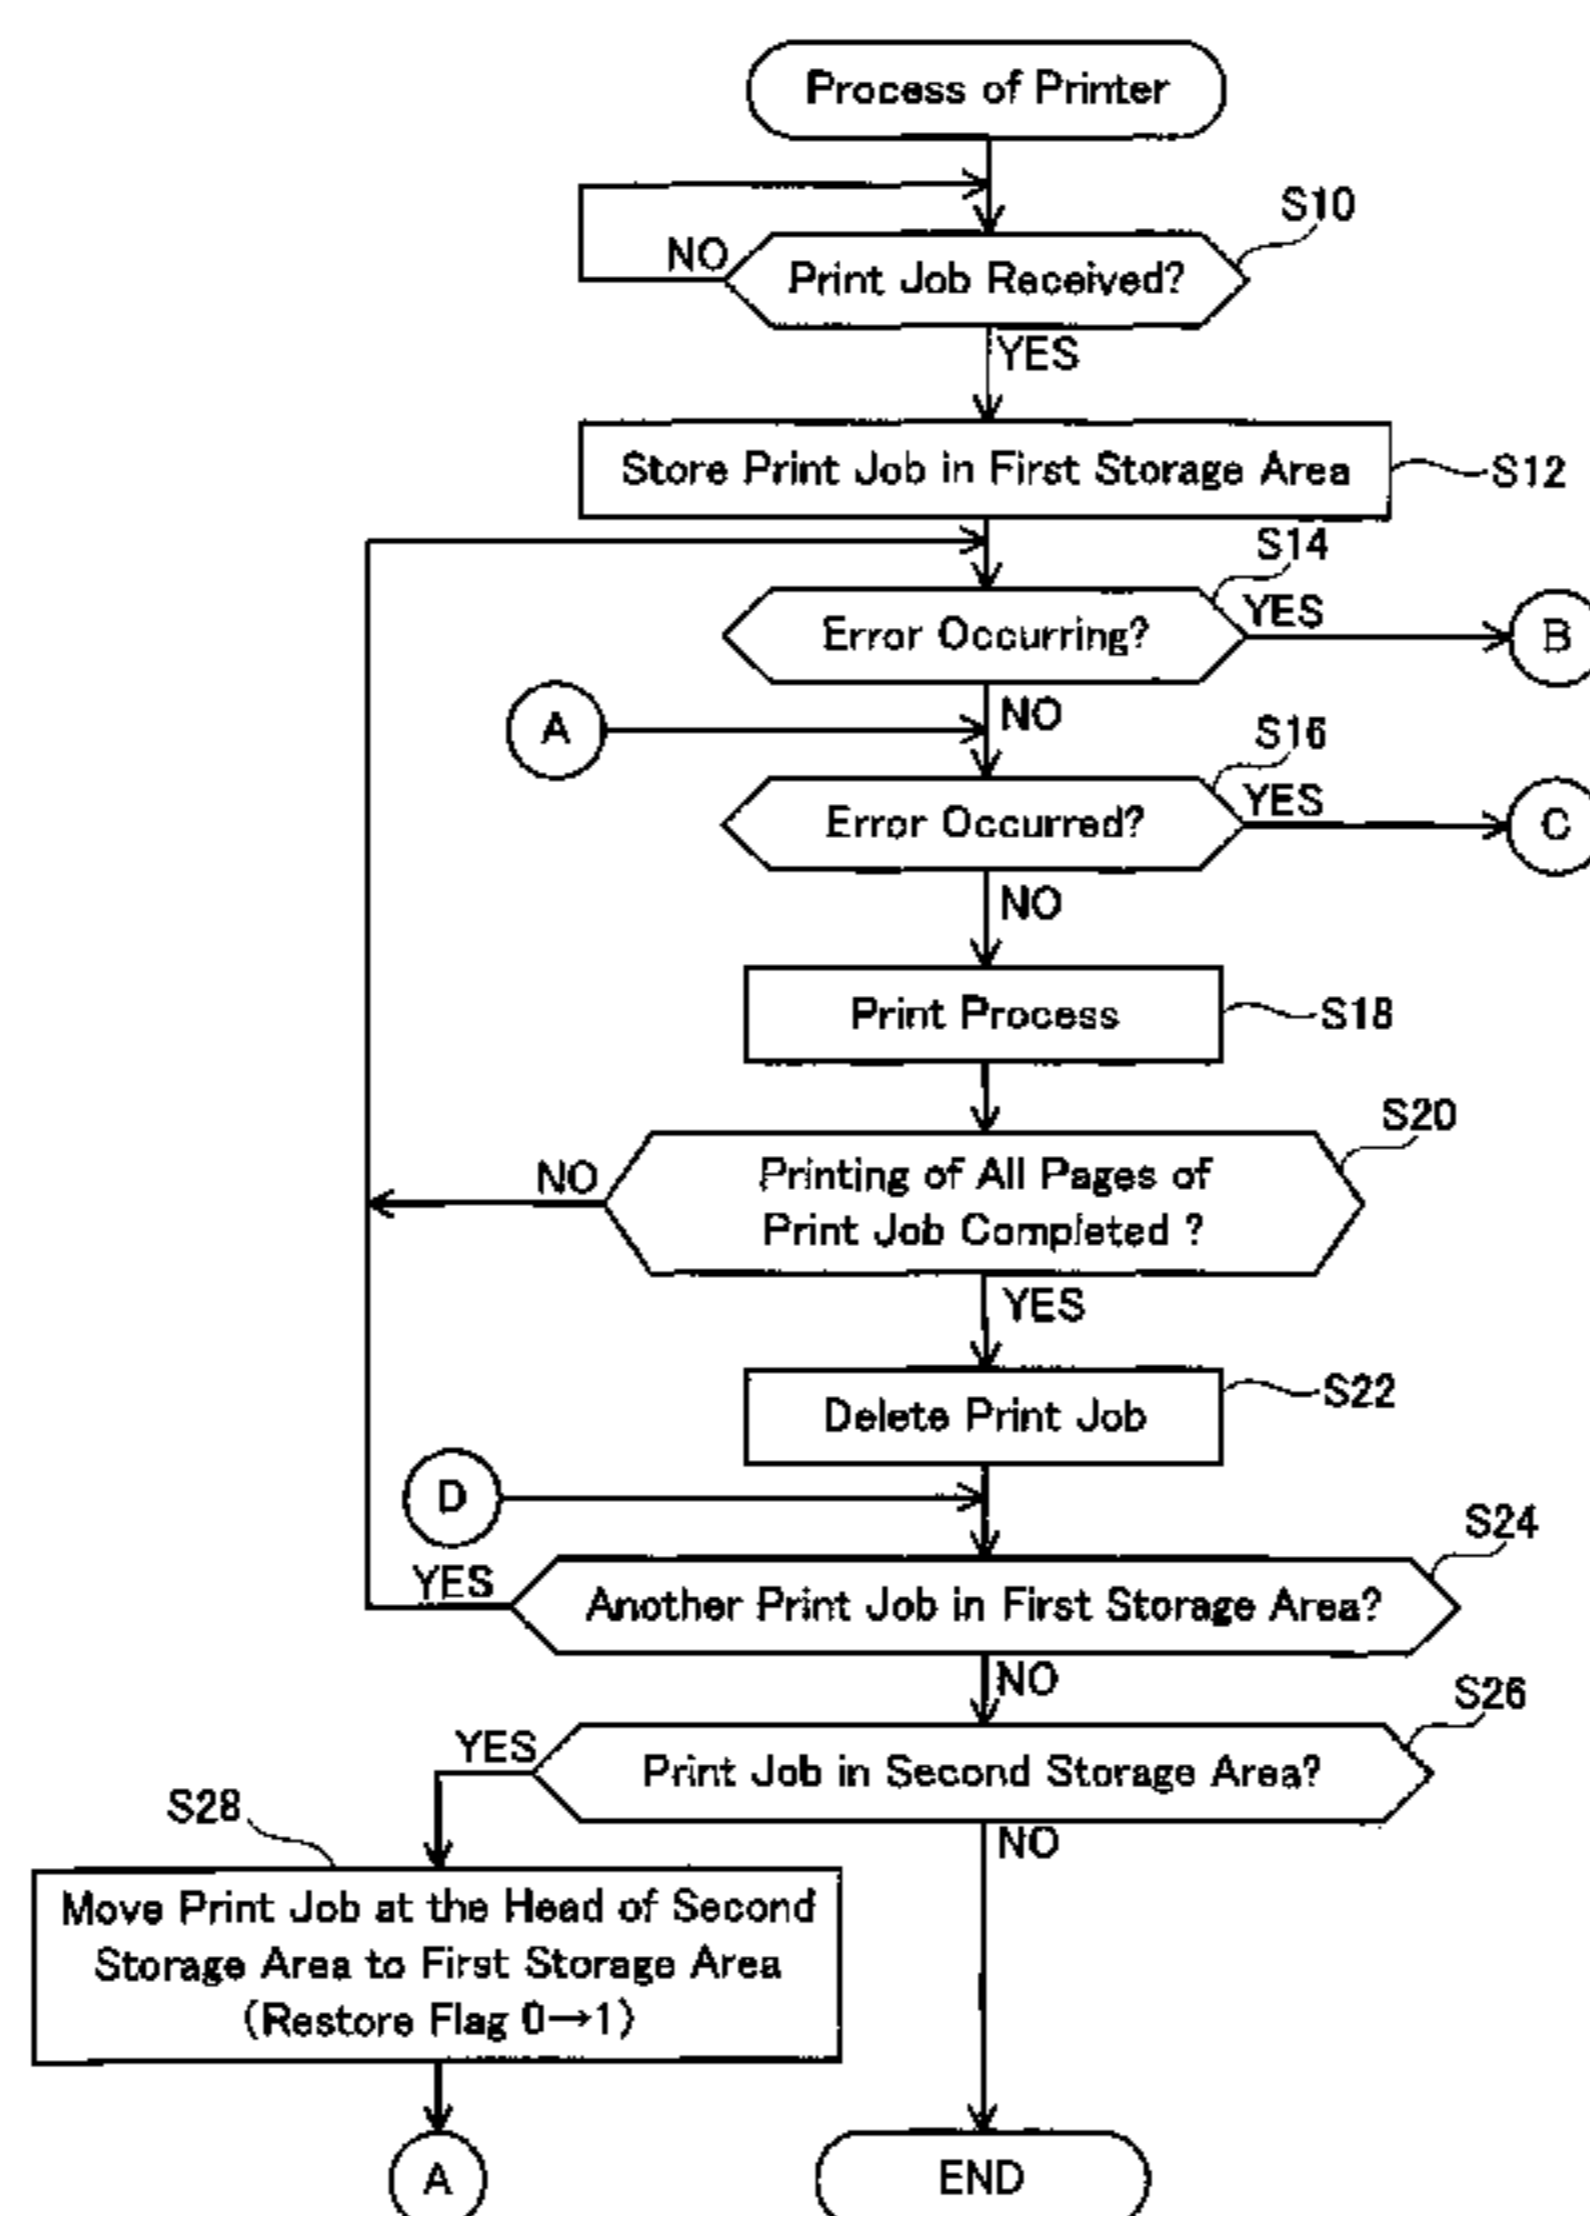 Process of Printer
S10
NO
Print Job Received?
YES
Store Print Job in First Storage Area
S12
S14
Error Occurring?
YES
B
A
NO
S16
Error Occurred?
YES
C
NO
Print Process
S18
S20
NO
Printing of All Pages of
Print Job Completed ?
YES
Delete Print Job
S22
D
S24
YES
Another Print Job in First Storage Area?
NO
S26
YES
Print Job in Second Storage Area?
S28
NO
Move Print Job at the Head of Second
Storage Area to First Storage Area
(Restore Flag 0→1)
A
END